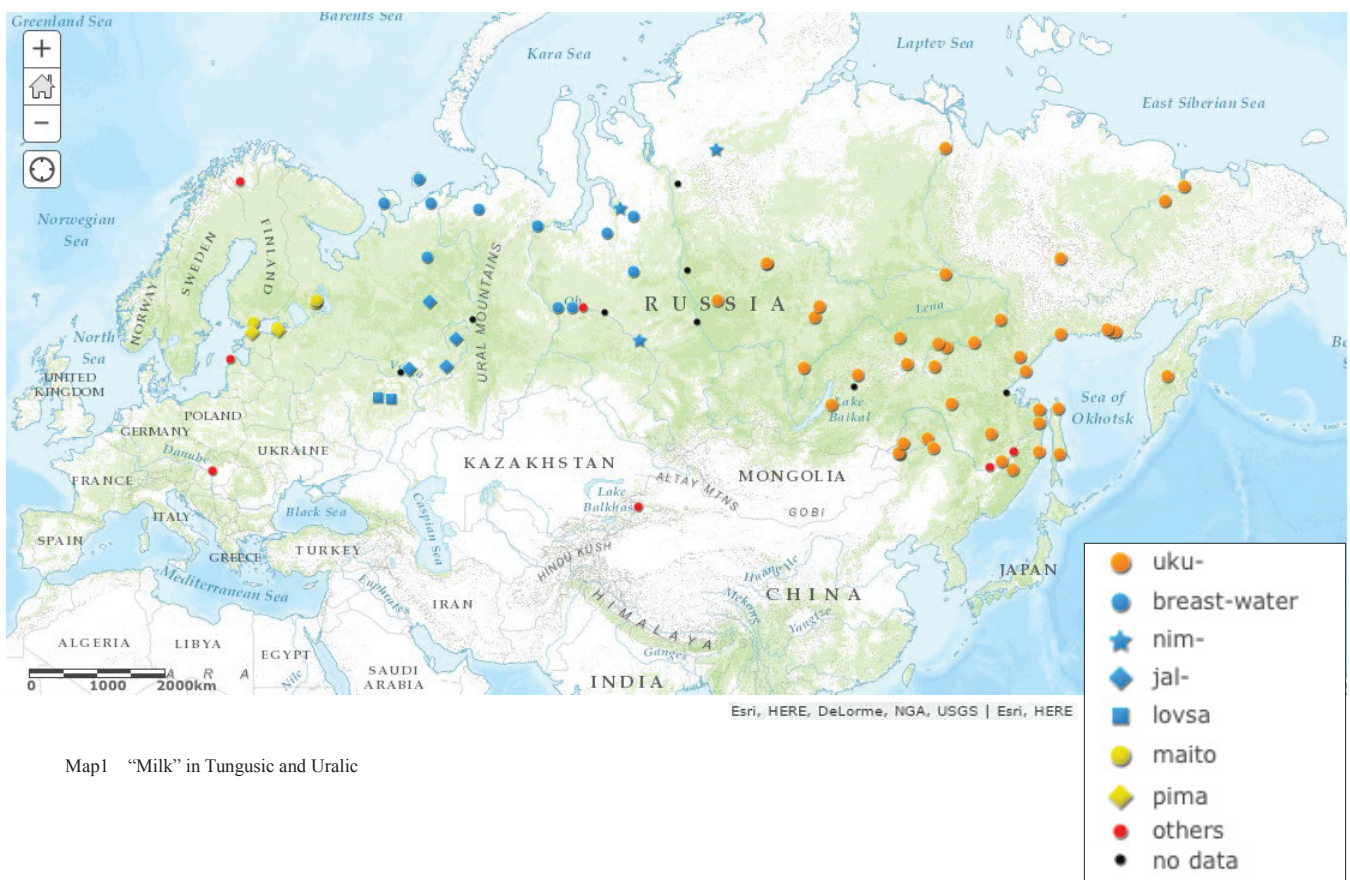 Greenland Sea
Barents Sea
Kara Sea
Laptev Sea
East Siberian Sea
+
−
Norwegian
Sea
NORWAY
SWEDEN
FINLAND
URAL MOUNTAINS
Ob
RUSSIA
Lena
North
Sea
UNITED
KINGDOM
POLAND
GERMANY
Danube
UKRAINE
FRANCE
KAZAKHSTAN
Lake
Baikal
Sea of
Okhotsk
MONGOLIA
ALTAY MTNS
GOBI
Lake
Balkhas
ITALY
Black Sea
Caspian Sea
SPAIN
GREECE
TURKEY
HINDU KUSH
Mediterranean Sea
Euphrates
IRAN
HIMALAYA
Huang He
CHINA
Mekong
Yangtze
JAPAN
ALGERIA
LIBYA
EGYPT
Nile
SAUDI
ARABIA
Ganges
INDIA
A R A
0 1000 2000km
Esri, HERE, DeLorme, NGA, USGS | Esri, HERE
uku-
breast-water
nim-
jal-
lovsa
maito
pima
others
no data
Map1 “Milk” in Tungusic and Uralic